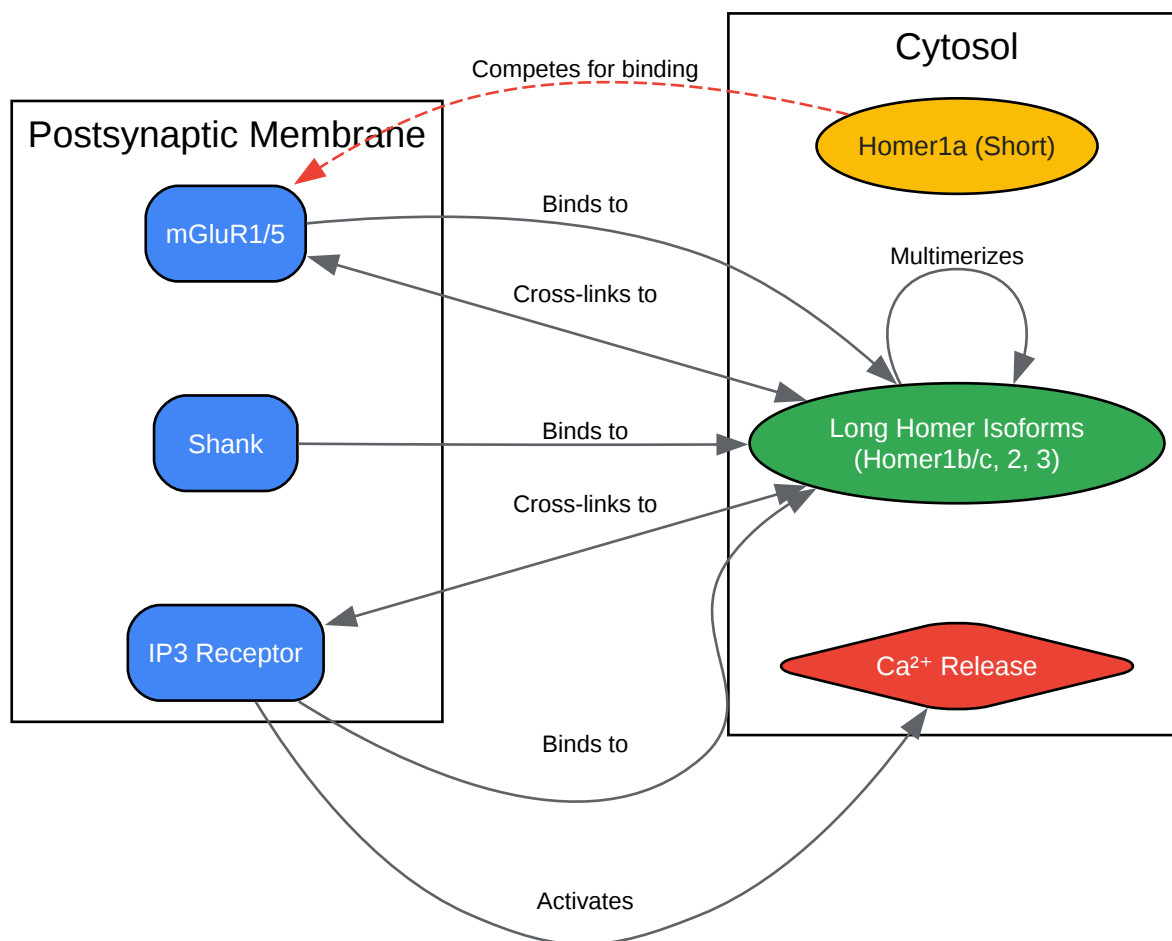 Cytosol
Competes for binding
Postsynaptic Membrane
Homer1a (Short)
mGluR1/5
Binds to
Multimerizes
Cross-links to
Shank
Binds to
Long Homer Isoforms
(Homer1b/c, 2, 3)
Cross-links to
IP3 Receptor
Ca²⁺ Release
Binds to
Activates